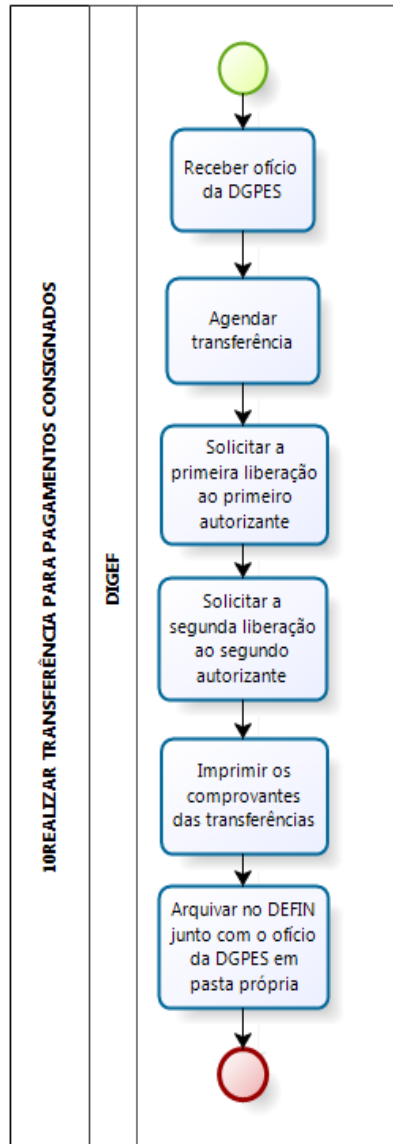 10REALIZAR TRANSFERÊNCIA PARA PAGAMENTOS CONSIGNADOS
DIGEF
Receber ofício
da DGPES
Agendar
transferência
Solicitar a
primeira liberação
ao primeiro
autorizante
Solicitar a
segunda liberação
ao segundo
autorizante
Imprimir os
comprovantes
das transferências
Arquivar no DEFIN
junto com o ofício
da DGPES em
pasta própria